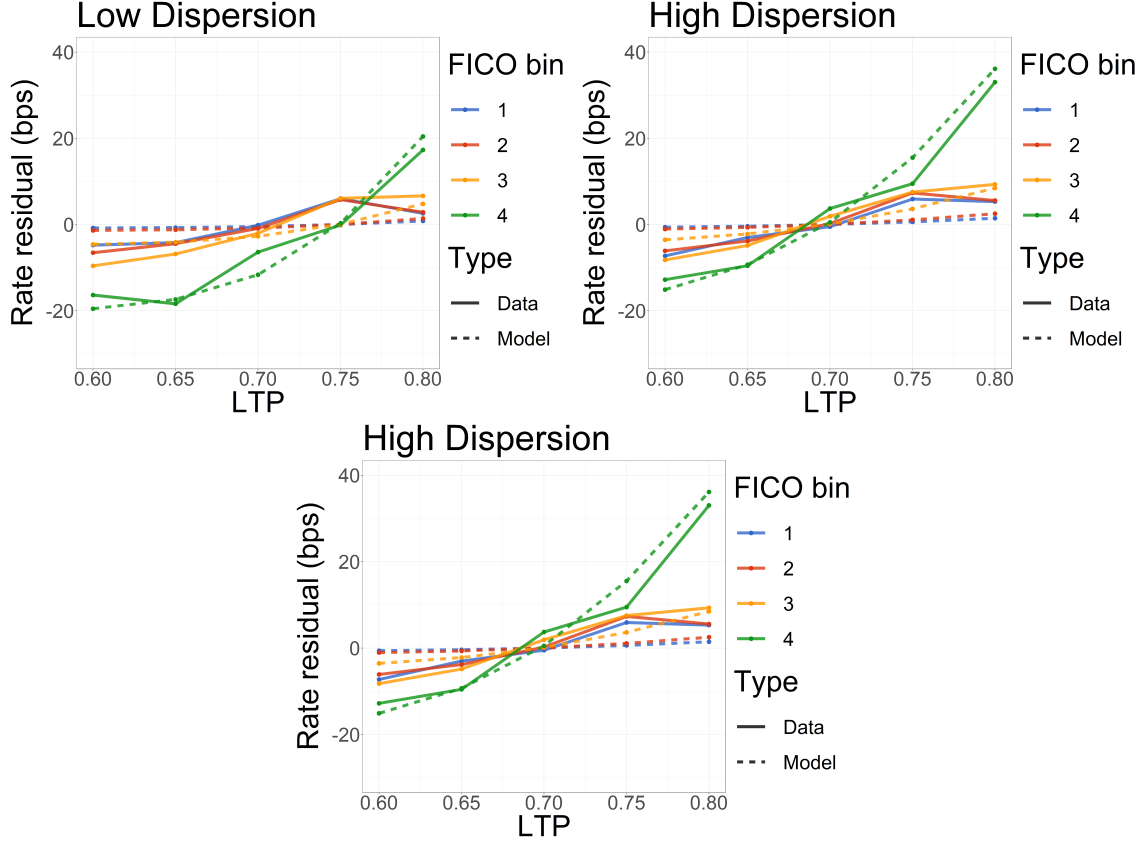 Low Dispersion
Rate residual (bps)
40
20
0
-20
0.60 0.65 0.70 0.75 0.80
LTP
FICO bin
1
2
3
4
Type
Data
Model
High Dispersion
Rate residual (bps)
40
20
0
-20
0.60 0.65 0.70 0.75 0.80
LTP
FICO bin
1
2
3
4
Type
Data
Model
High Dispersion
Rate residual (bps)
40
20
0
-20
0.60 0.65 0.70 0.75 0.80
LTP
FICO bin
1
2
3
4
Type
Data
Model